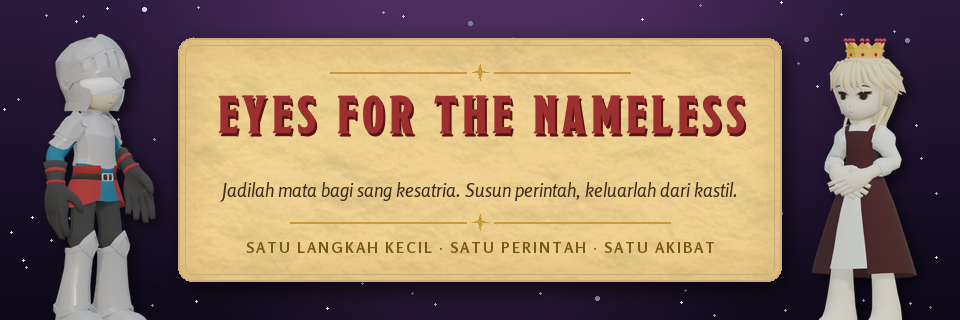 EYES FOR THE NAMELESS
Jadilah mata bagi sang kesatria. Susun perintah, keluarlah dari kastil.
SATU LANGKAH KECIL · SATU PERINTAH · SATU AKIBAT